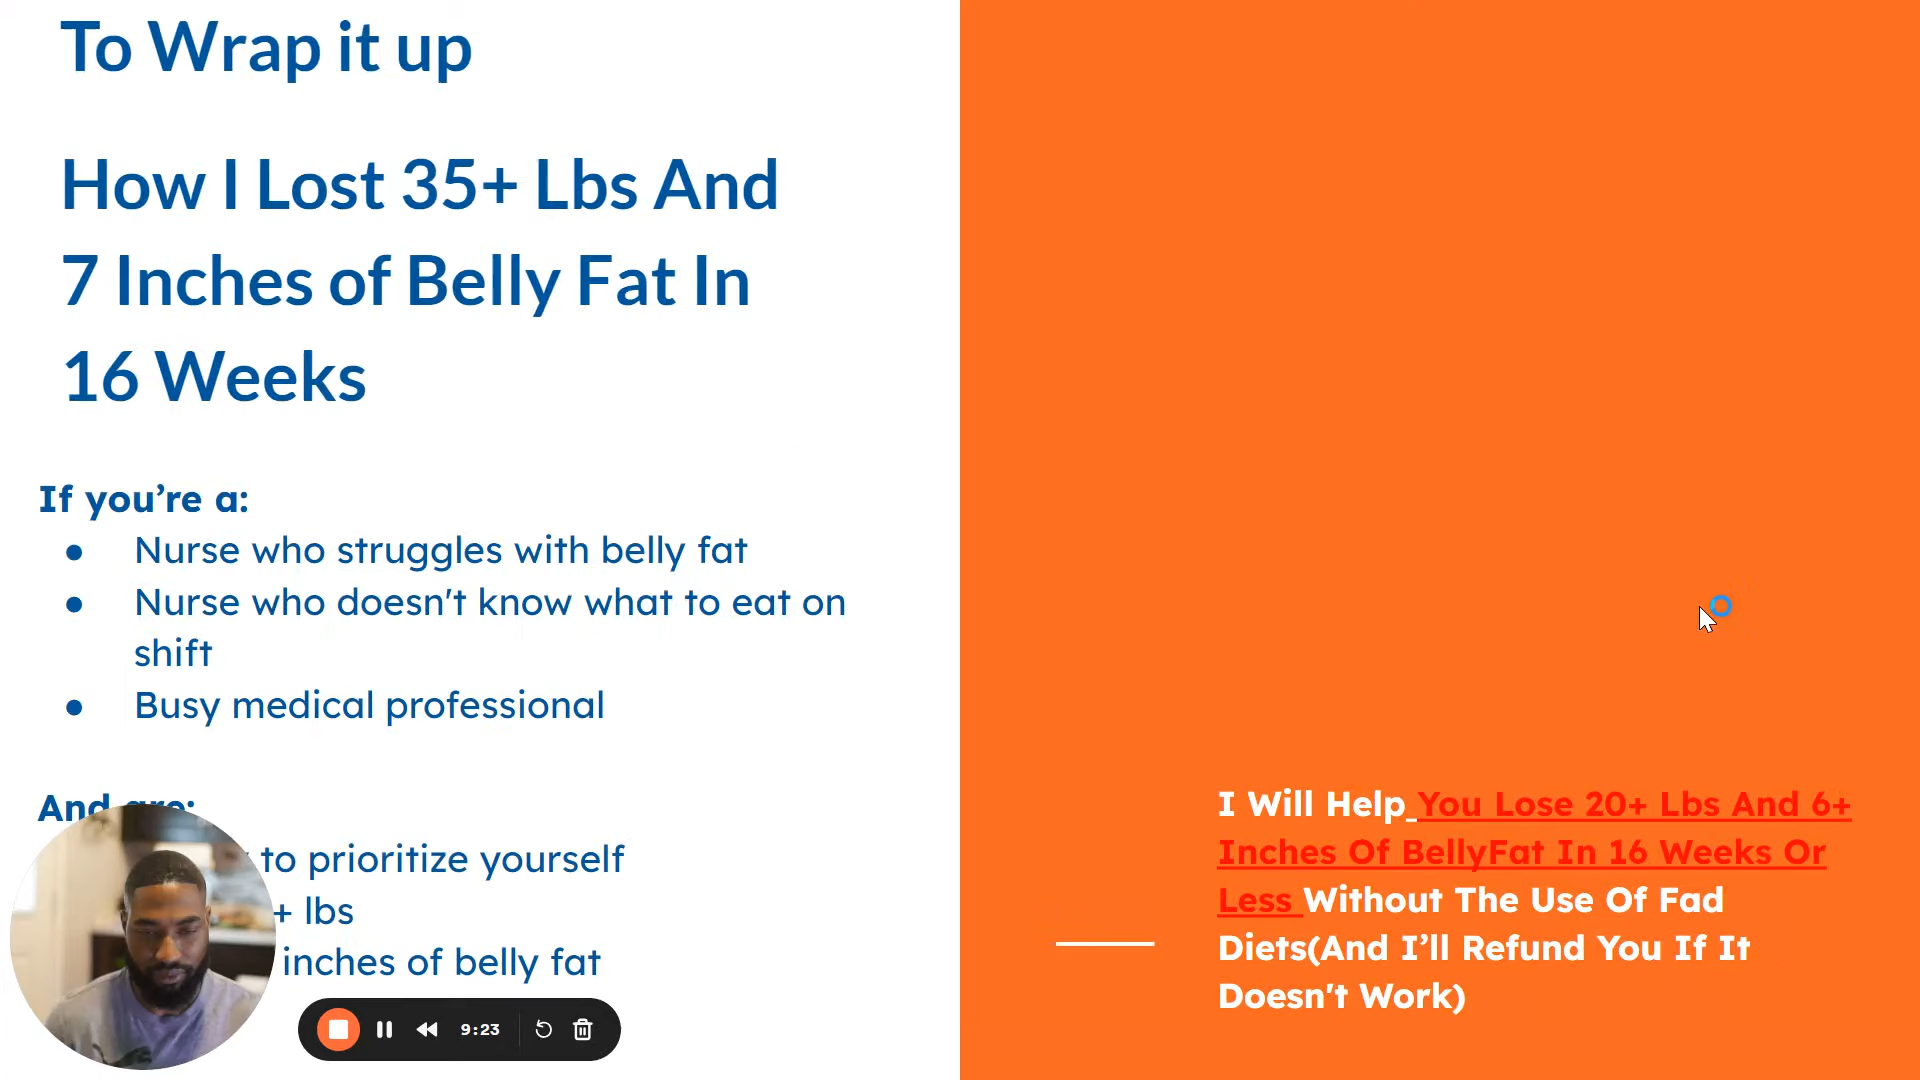 To Wrap it up
How I Lost 35+ Lbs And
7 Inches of Belly Fat In
16 Weeks
If you’re a:
● Nurse who struggles with belly fat
● Nurse who doesn't know what to eat on
shift
● Busy medical professional
And are:
to prioritize yourself
+ lbs
inches of belly fat
9:23
I Will Help You Lose 20+ Lbs And 6+
Inches Of BellyFat In 16 Weeks Or
Less Without The Use Of Fad
Diets(And I’ll Refund You If It
Doesn't Work)